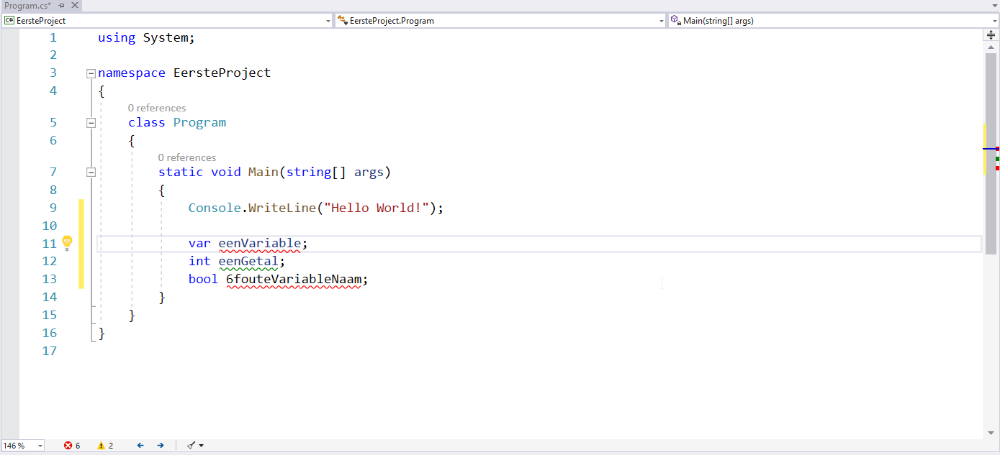 Program.cs*
C# EersteProject EersteProject.Program Main(string[] args)
1 using System;
2
3 namespace EersteProject
4 {
0 references
5 class Program
6 {
0 references
7 static void Main(string[] args)
8 {
9 Console.WriteLine("Hello World!");
10
11 var eenVariable;
12 int eenGetal;
13 bool 6fouteVariableNaam;
14 }
15 }
16 }
17
146 % 6 2